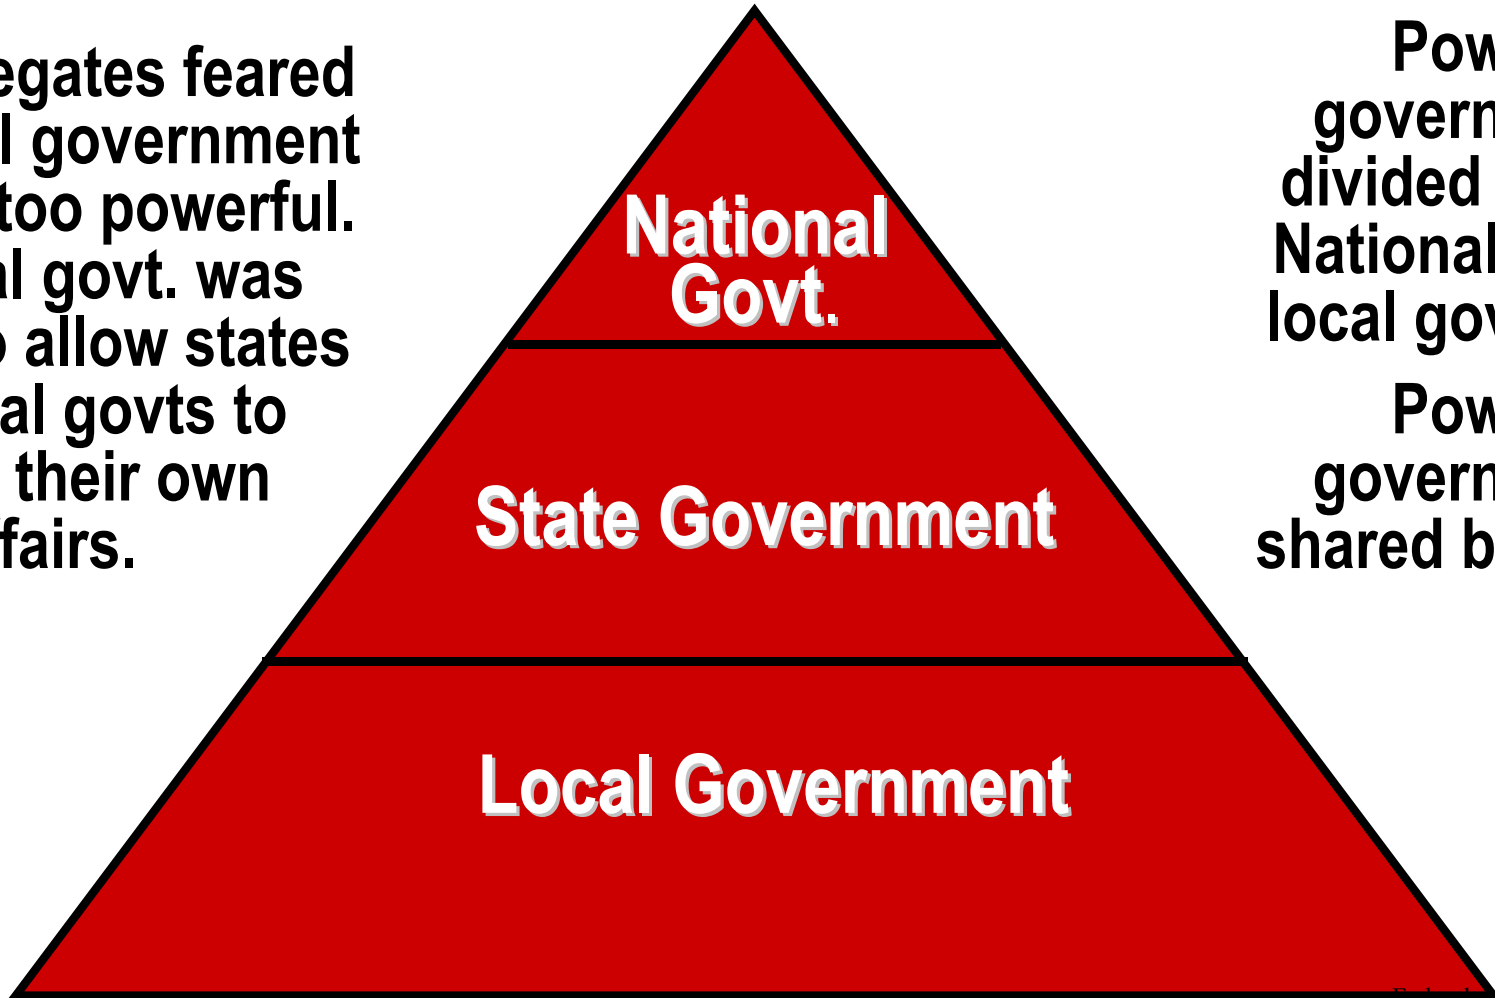 egates feared
l government
too powerful.
al govt. was
o allow states
al govts to
their own
fairs.
National
Govt.
State Government
Local Government
Pow
govern
divided
National
local gov
Pow
govern
shared b